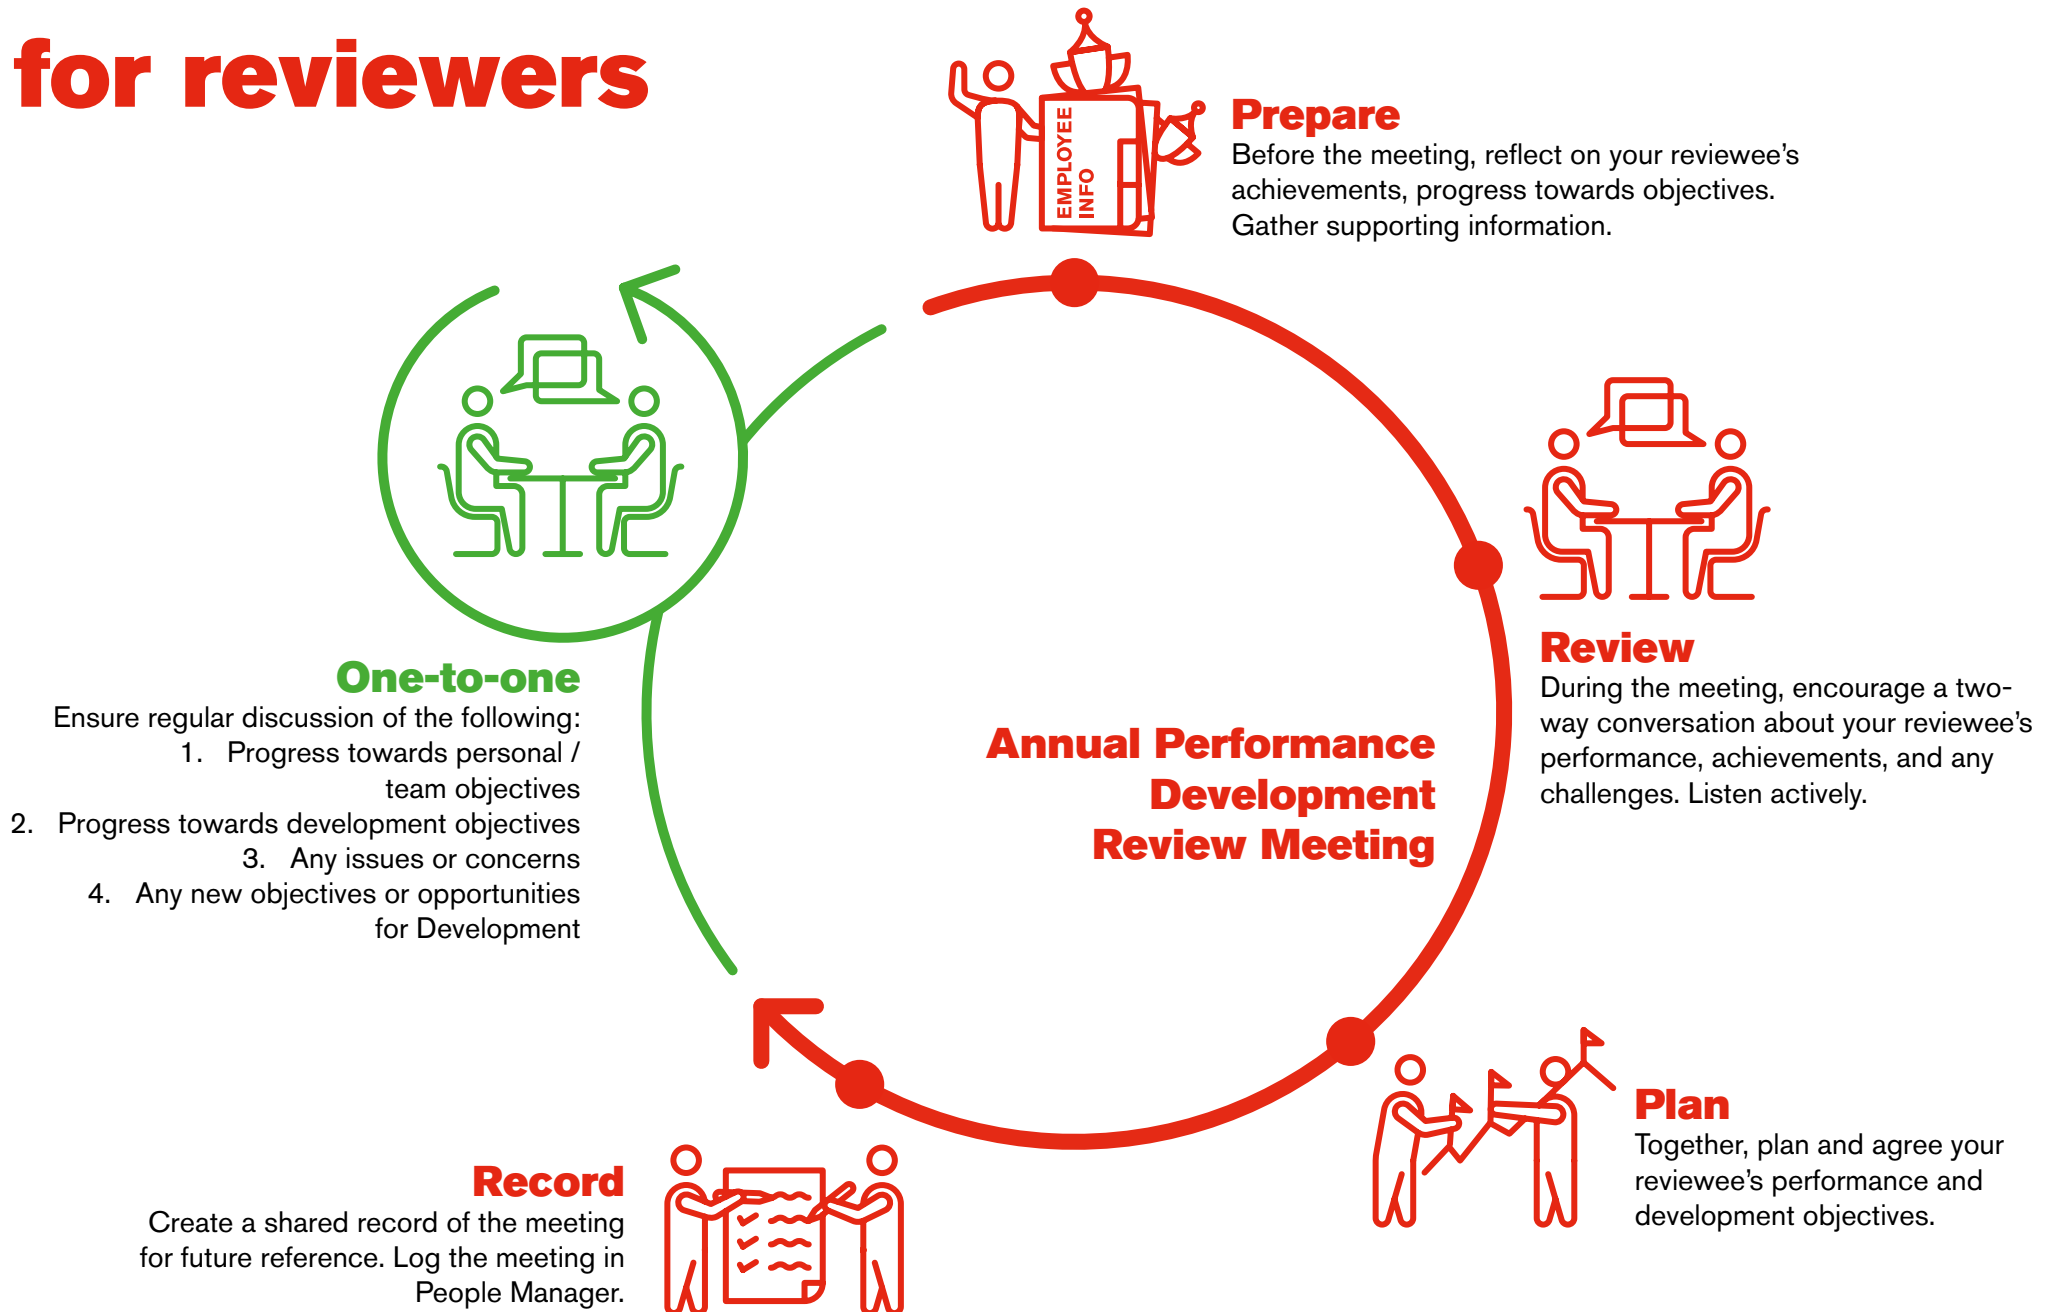 for reviewers
EMPLOYEE
INFO
Prepare
Before the meeting, reflect on your reviewee’s
achievements, progress towards objectives.
Gather supporting information.
Review
During the meeting, encourage a two-
way conversation about your reviewee’s
performance, achievements, and any
challenges. Listen actively.
Annual Performance
Development
Review Meeting
Plan
Together, plan and agree your
reviewee’s performance and
development objectives.
Record
Create a shared record of the meeting
for future reference. Log the meeting in
People Manager.
One-to-one
Ensure regular discussion of the following:
1. Progress towards personal /
team objectives
2. Progress towards development objectives
3. Any issues or concerns
4. Any new objectives or opportunities
for Development